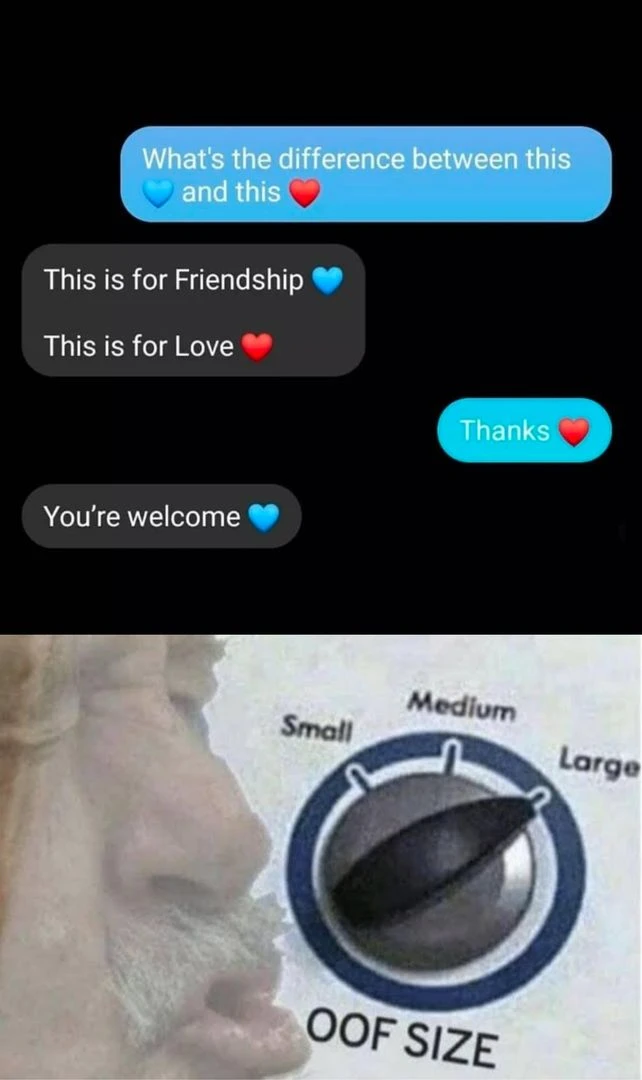 What's the difference between this
💙 and this ❤️
This is for Friendship 💙
This is for Love ❤️
Thanks ❤️
You're welcome 💙
Small
Medium
Large
OOF SIZE